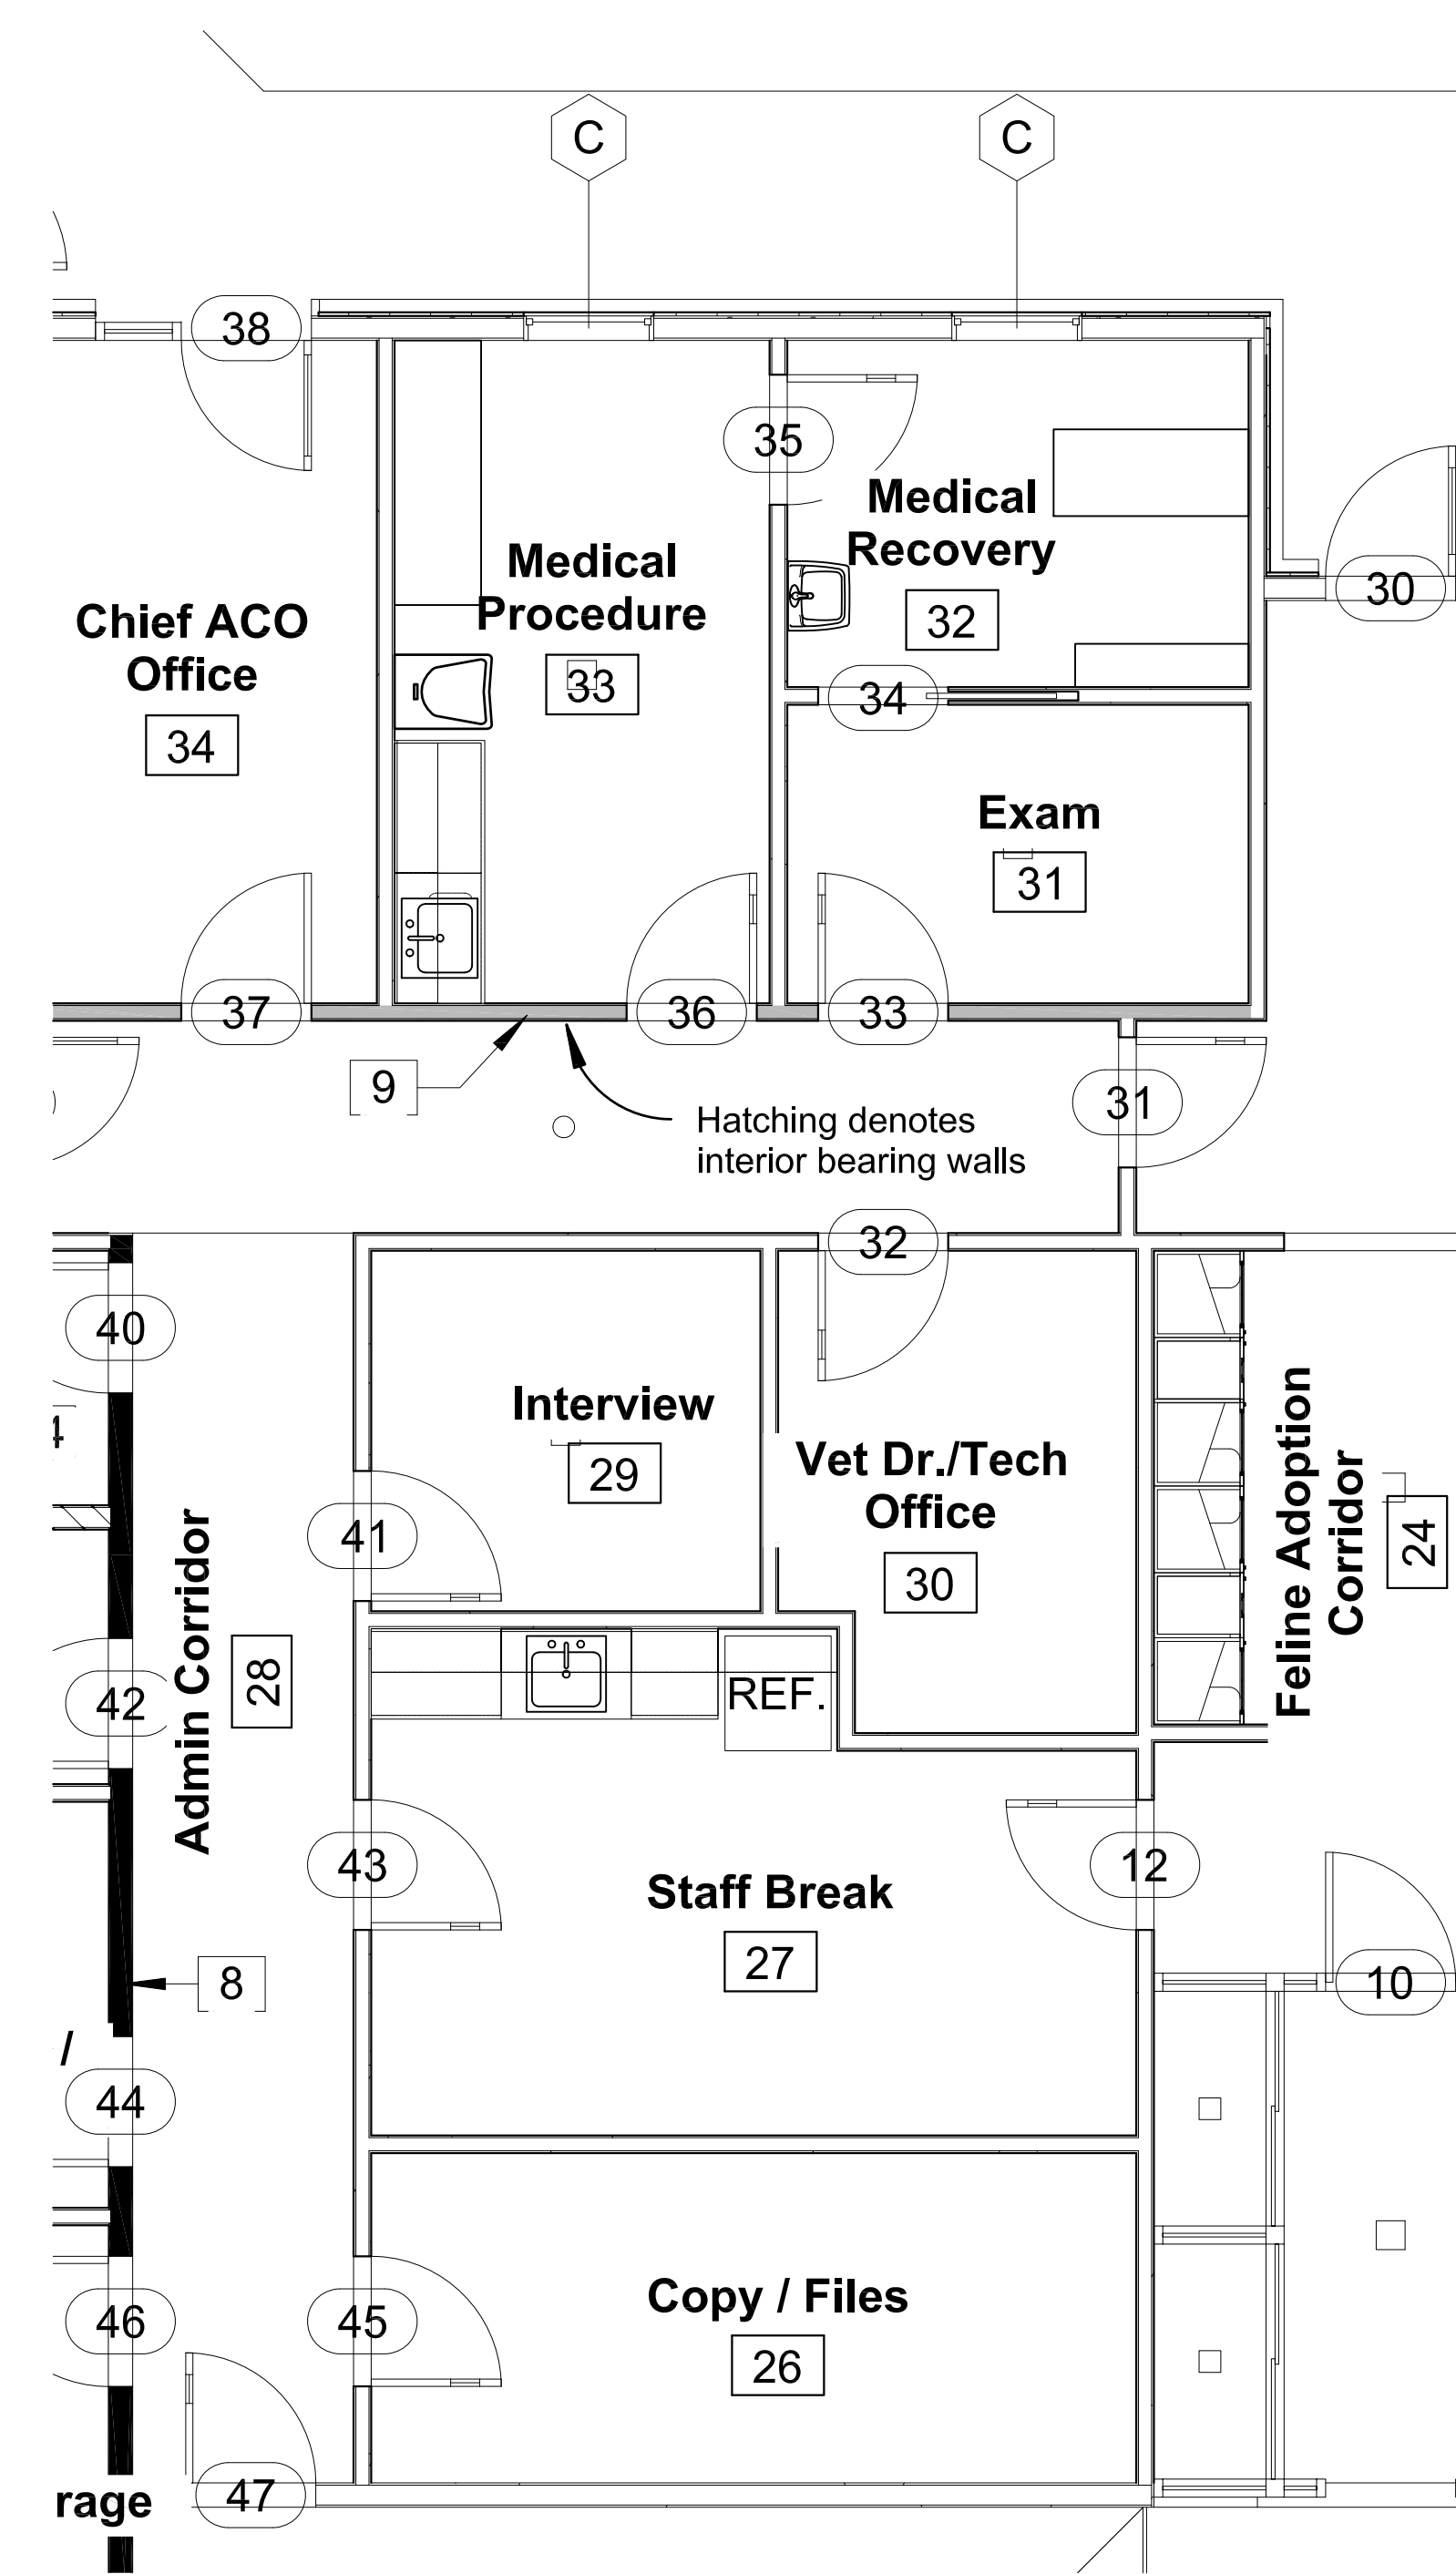 C
C
38
35
Medical
Recovery
32
30
Medical
Procedure
33
Chief ACO
Office
34
34
Exam
31
37
36
33
9
31
Hatching denotes
interior bearing walls
32
40
4
Interview
29
41
Vet Dr./Tech
Office
30
Feline Adoption
Corridor
24
Admin Corridor
28
42
REF.
43
12
Staff Break
27
8
10
/
44
46
45
Copy / Files
26
47
rage